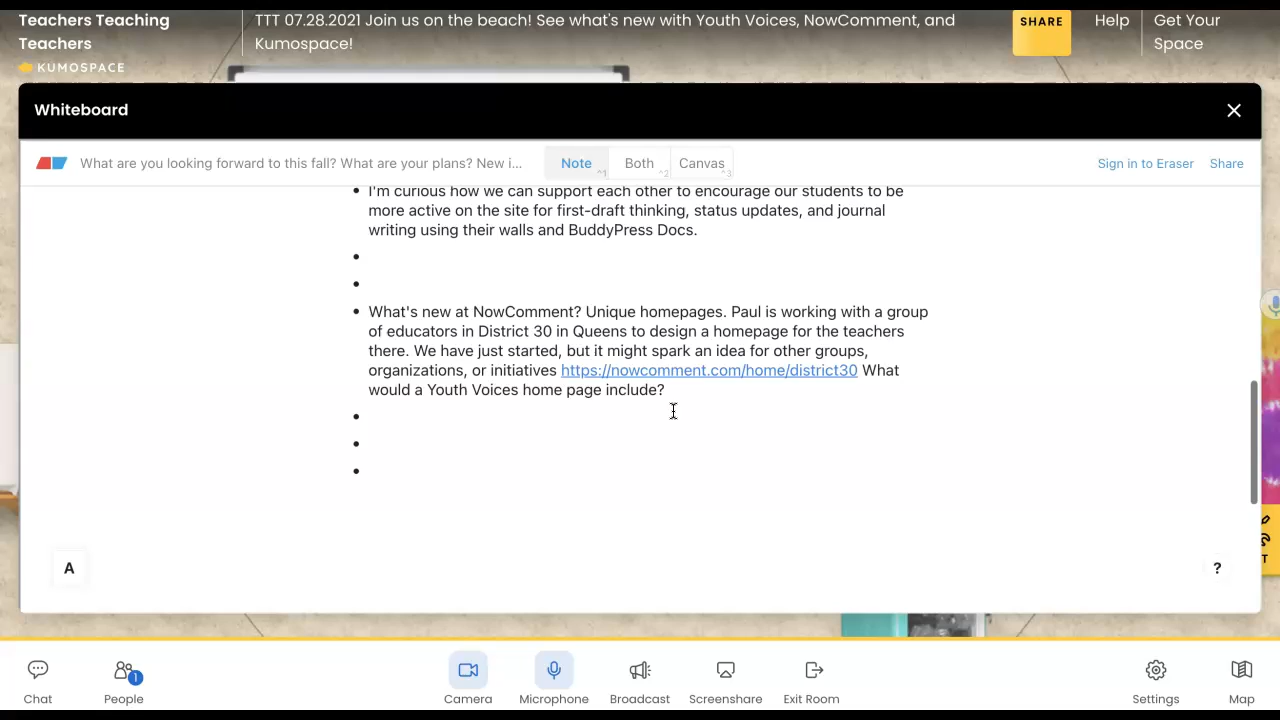 Teachers Teaching
Teachers
TTT 07.28.2021 Join us on the beach! See what's new with Youth Voices, NowComment, and
Kumospace!
SHARE
Help
Get Your
Space
KUMOSPACE
Whiteboard
What are you looking forward to this fall? What are your plans? New i...
Note ^1
Both ^2
Canvas ^3
Sign in to Eraser
Share
• I'm curious how we can support each other to encourage our students to be
more active on the site for first-draft thinking, status updates, and journal
writing using their walls and BuddyPress Docs.
•
•
• What's new at NowComment? Unique homepages. Paul is working with a group
of educators in District 30 in Queens to design a homepage for the teachers
there. We have just started, but it might spark an idea for other groups,
organizations, or initiatives https://nowcomment.com/home/district30 What
would a Youth Voices home page include?
•
•
•
A
?
T
Chat
1
People
Camera
Microphone
Broadcast
Screenshare
Exit Room
Settings
Map